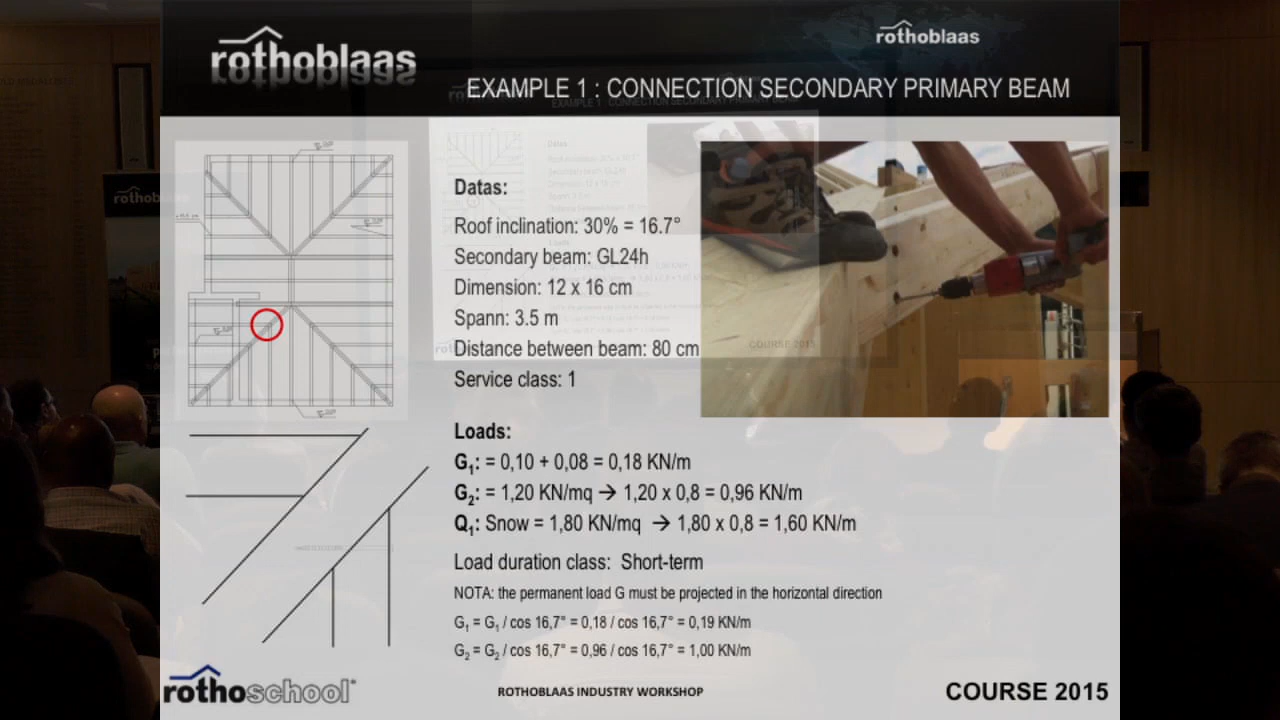 rothoblaas
rothoblaas
EXAMPLE 1 : CONNECTION SECONDARY PRIMARY BEAM
Datas:
Roof inclination: 30% = 16.7°
Secondary beam: GL24h
Dimension: 12 x 16 cm
Spann: 3.5 m
Distance between beam: 80 cm
Service class: 1
Loads:
G1: = 0,10 + 0,08 = 0,18 KN/m
G2: = 1,20 KN/mq → 1,20 x 0,8 = 0,96 KN/m
Q1: Snow = 1,80 KN/mq → 1,80 x 0,8 = 1,60 KN/m
Load duration class: Short-term
NOTA: the permanent load G must be projected in the horizontal direction
G1 = G1 / cos 16,7° = 0,18 / cos 16,7° = 0,19 KN/m
G2 = G2 / cos 16,7° = 0,96 / cos 16,7° = 1,00 KN/m
rothoschool
ROTHOBLAAS INDUSTRY WORKSHOP
COURSE 2015